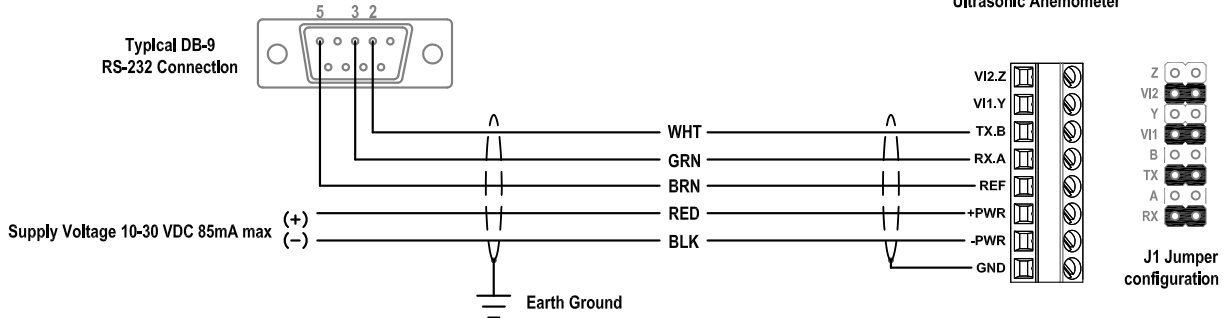 Ultrasonic Anemometer
5 3 2
Typical DB-9
RS-232 Connection
VI2.Z
VI1.Y
WHT TX.B
GRN RX.A
BRN REF
RED +PWR
BLK -PWR
GND
Supply Voltage 10-30 VDC 85mA max (+)
(−)
Earth Ground
Z
VI2
Y
VI1
B
TX
A
RX
J1 Jumper
configuration